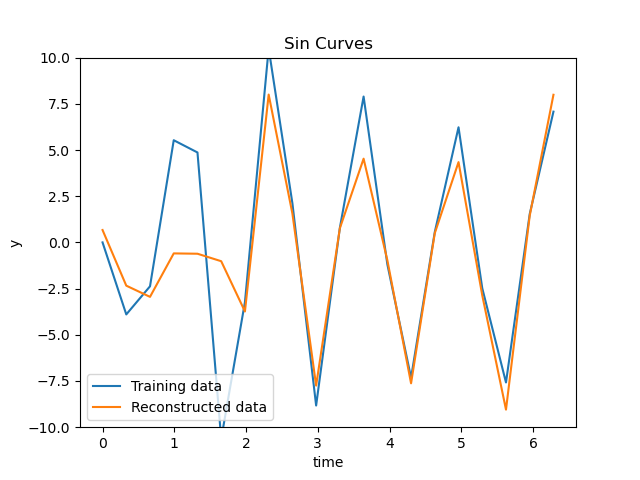 Sin Curves
10.0
7.5
5.0
2.5
0.0
−2.5
−5.0
−7.5
−10.0
y
Training data
Reconstructed data
0 1 2 3 4 5 6
time